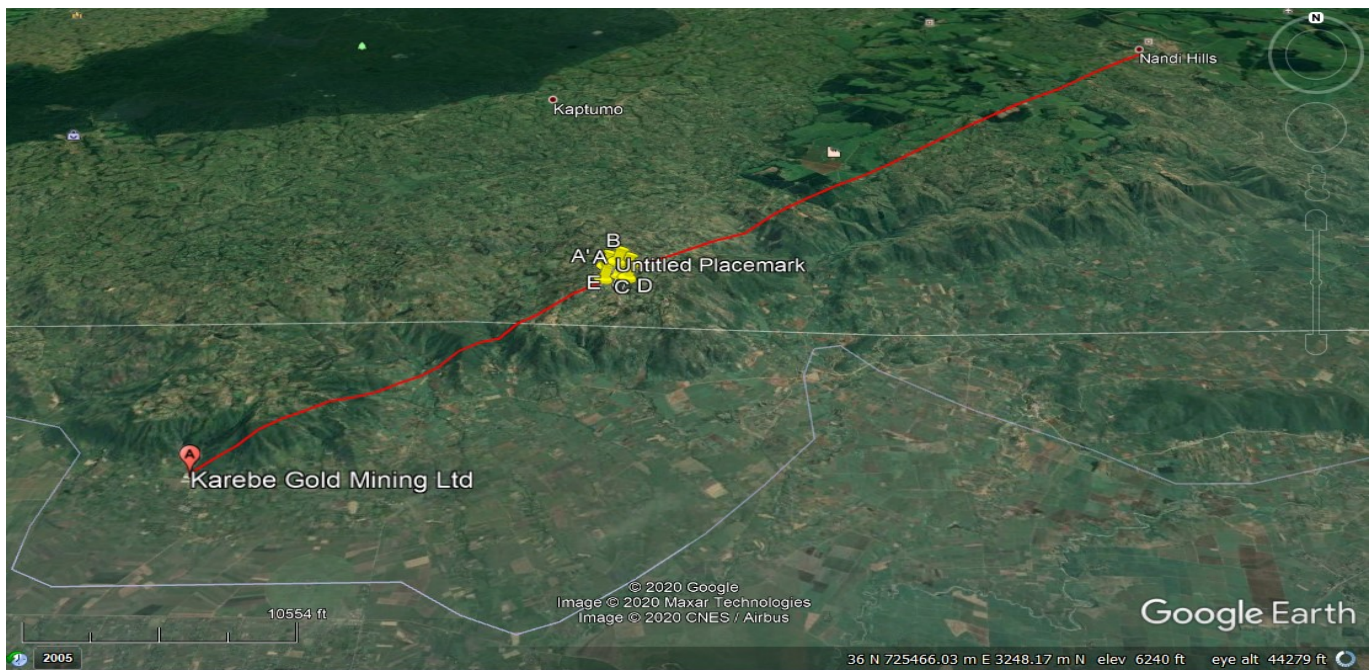 N
Nandi Hills
Kaptumo
B
A' A
Untitled Placemark
E C D
A
Karebe Gold Mining Ltd
© 2020 Google
Image © 2020 Maxar Technologies
Image © 2020 CNES / Airbus
10554 ft
Google Earth
2005
36 N 725466.03 m E 3248.17 m N elev 6240 ft eye alt 44279 ft